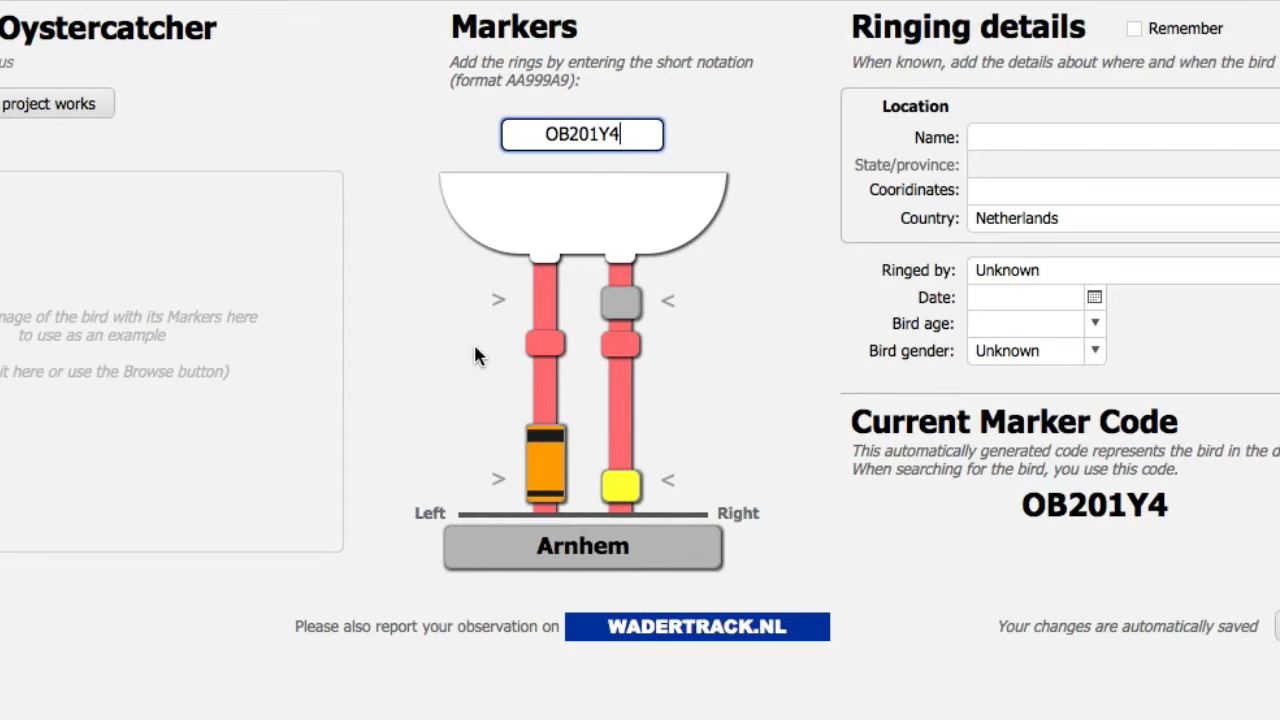 Oystercatcher
us
project works
mage of the bird with its Markers here
to use as an example
it here or use the Browse button)
Markers
Add the rings by entering the short notation
(format AA999A9):
OB201Y4
>
<
>
<
Left
Right
Arnhem
Please also report your observation on
WADERTRACK.NL
Ringing details
Remember
When known, add the details about where and when the bird
Location
Name:
State/province:
Cooridinates:
Country: Netherlands
Ringed by: Unknown
Date:
Bird age:
Bird gender: Unknown
Current Marker Code
This automatically generated code represents the bird in the d
When searching for the bird, you use this code.
OB201Y4
Your changes are automatically saved